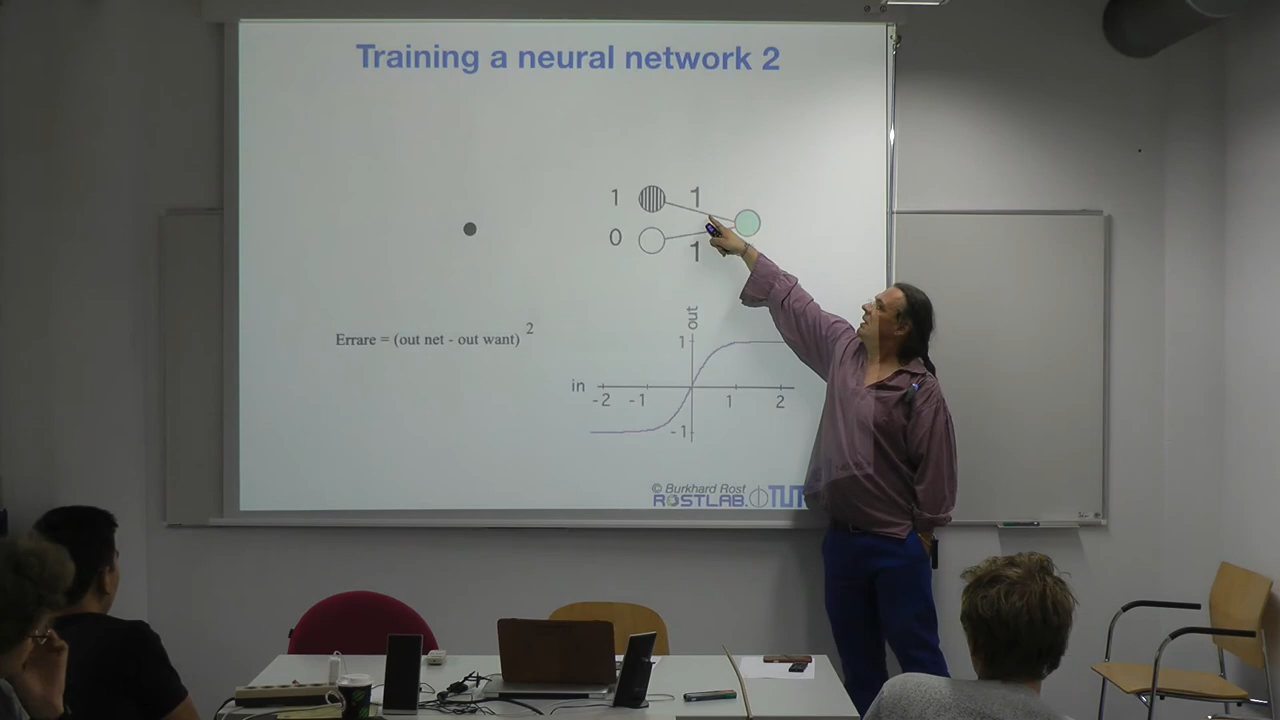 Training a neural network 2
1 1
0
1
Errare = (out net - out want) 2
out
1
in
-2 -1 1 2
-1
© Burkhard Rost
ROSTLAB.